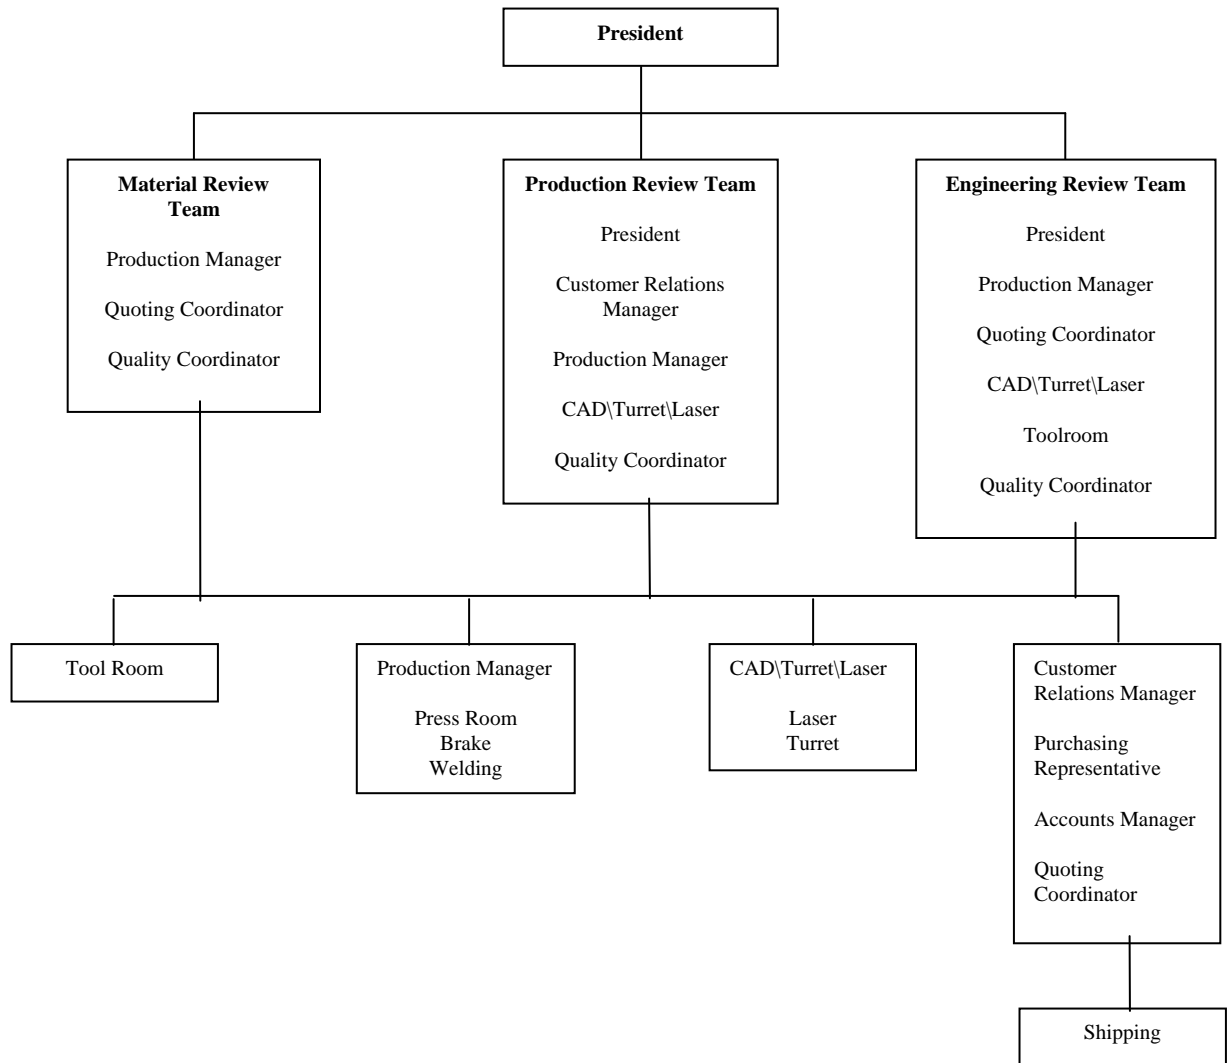 President
Material Review
Team
Production Manager
Quoting Coordinator
Quality Coordinator
Production Review Team
President
Customer Relations
Manager
Production Manager
CAD\Turret\Laser
Quality Coordinator
Engineering Review Team
President
Production Manager
Quoting Coordinator
CAD\Turret\Laser
Toolroom
Quality Coordinator
Tool Room
Production Manager
Press Room
Brake
Welding
CAD\Turret\Laser
Laser
Turret
Customer
Relations Manager
Purchasing
Representative
Accounts Manager
Quoting
Coordinator
Shipping